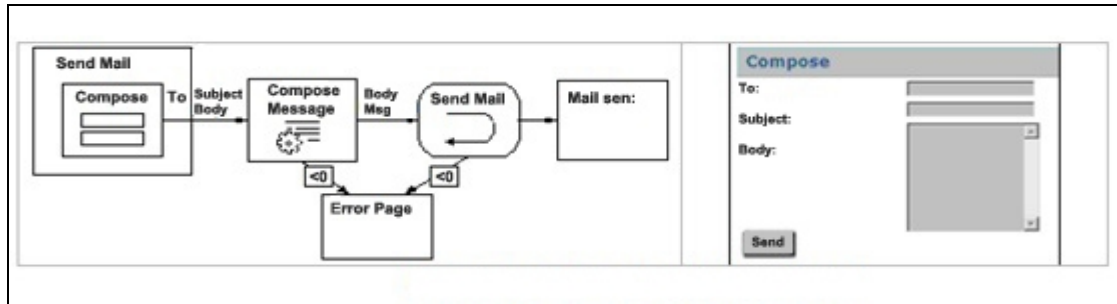 Send Mail
Compose
To
Subject
Body
Compose
Message
Body
Msg
Send Mail
Mail sen:
<0
<0
Error Page
Compose
To:
Subject:
Body:
Send